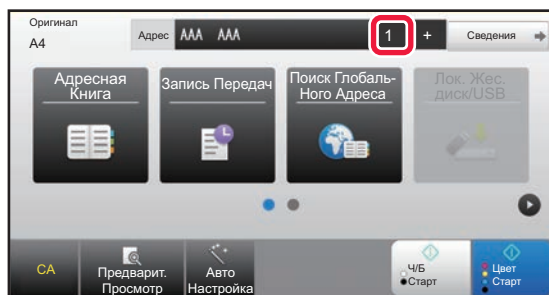 Оригинал
A4
Адрес AAA AAA 1 + Сведения
Адресная
Книга
Запись Передач
Поиск Глобаль-
Ного Адреса
Лок. Жес.
диск/USB
CA
Предварит.
Просмотр
Авто
Настройка
Ч/Б
Старт
Цвет
Старт